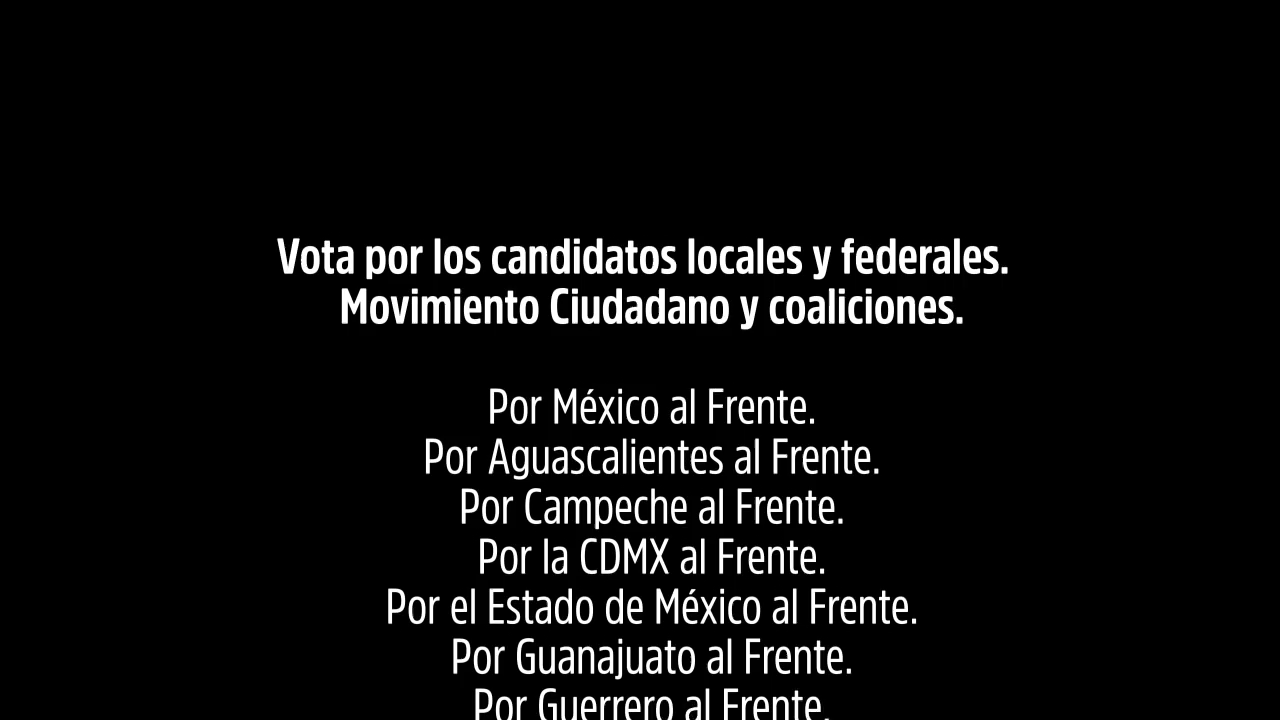 Vota por los candidatos locales y federales.
Movimiento Ciudadano y coaliciones.
Por México al Frente.
Por Aguascalientes al Frente.
Por Campeche al Frente.
Por la CDMX al Frente.
Por el Estado de México al Frente.
Por Guanajuato al Frente.
Por Guerrero al Frente.